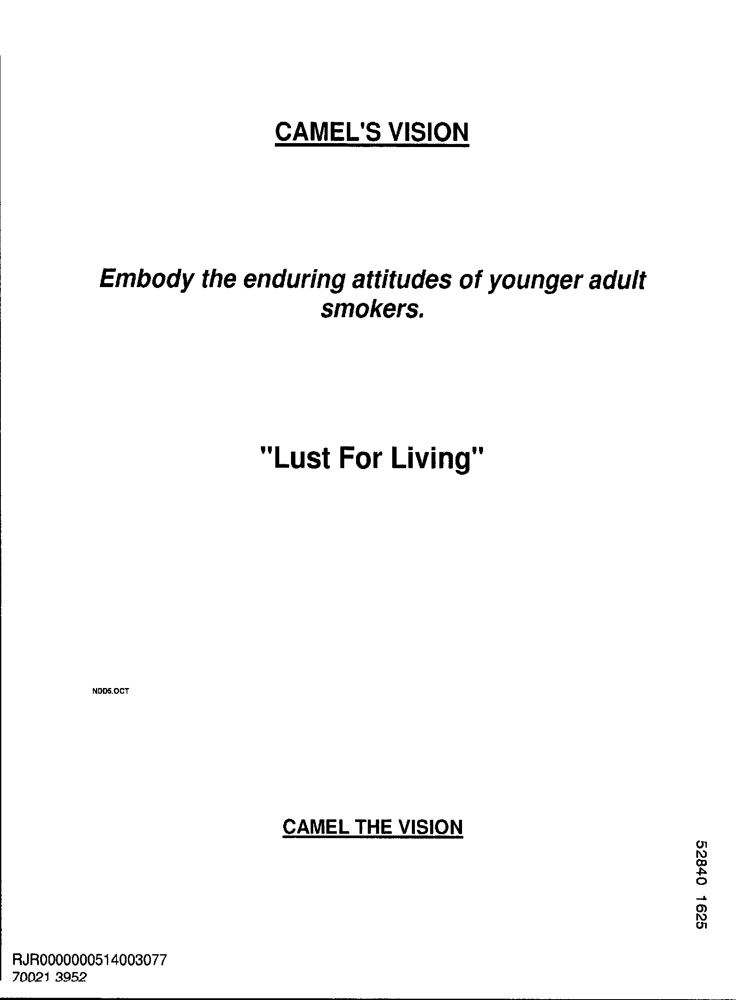 CAMEL'S VISION
Embody the enduring attitudes of younger adult
smokers.
"Lust For Living"
NDD6.OCT
CAMEL THE VISION
52840 1625
RJR0000000514003077
70021 3952